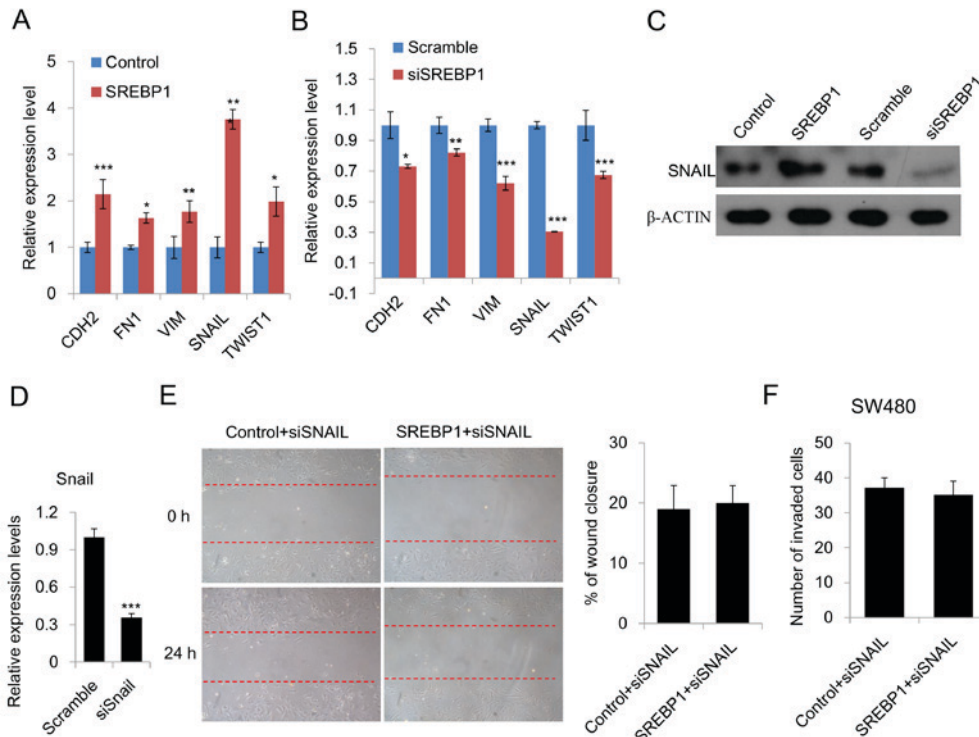 A
Control
SREBP1
Relative expression level
5
4
3
2
1
0
***
*
**
**
*
CDH2
FN1
VIM
SNAIL
TWIST1
B
Scramble
siSREBP1
Relative expression level
1.5
1.3
1.1
0.9
0.7
0.5
0.3
0.1
-0.1
*
**
***
***
***
CDH2
FN1
VIM
SNAIL
TWIST1
C
Control
SREBP1
Scramble
siSREBP1
SNAIL
β-ACTIN
D
Snail
Relative expression levels
1.2
0.9
0.6
0.3
0
***
Scramble
siSnail
E
Control+siSNAIL
SREBP1+siSNAIL
0 h
24 h
% of wound closure
30
20
10
0
Control+siSNAIL
SREBP1+siSNAIL
F
SW480
Number of invaded cells
50
40
30
20
10
0
Control+siSNAIL
SREBP1+siSNAIL